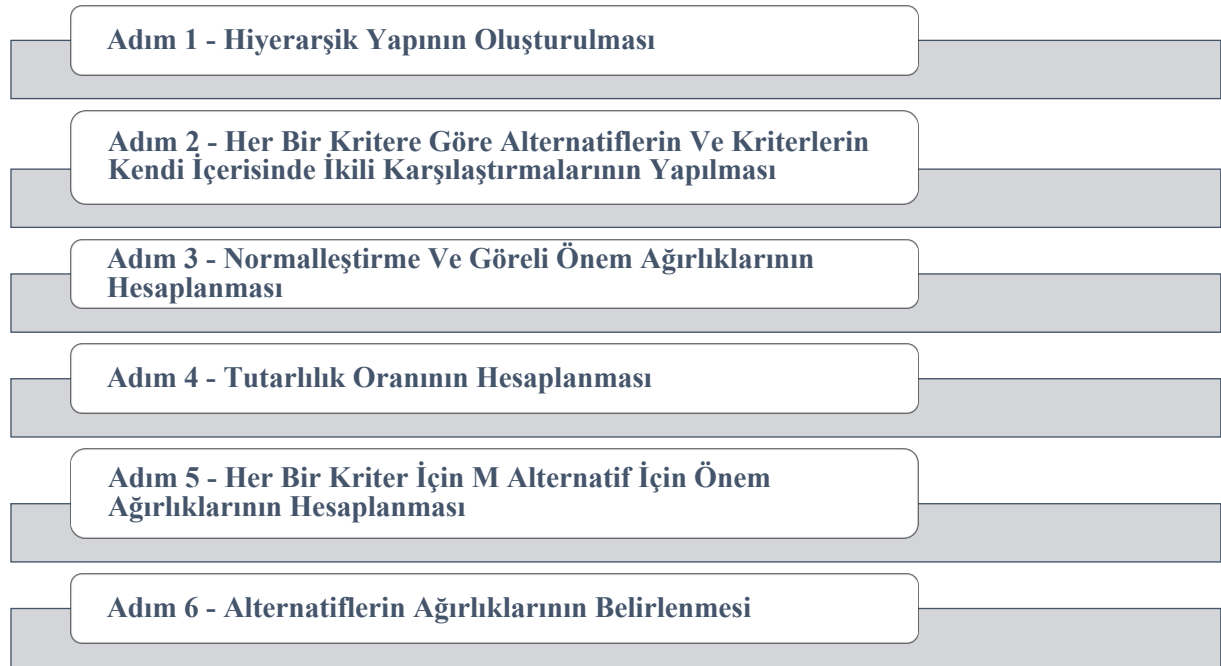 Adım 1 - Hiyerarşik Yapının Oluşturulması
Adım 2 - Her Bir Kritere Göre Alternatiflerin Ve Kriterlerin
Kendi İçerisinde İkili Karşılaştırmalarının Yapılması
Adım 3 - Normalleştirme Ve Göreli Önem Ağırlıklarının
Hesaplanması
Adım 4 - Tutarlılık Oranının Hesaplanması
Adım 5 - Her Bir Kriter İçin M Alternatif İçin Önem
Ağırlıklarının Hesaplanması
Adım 6 - Alternatiflerin Ağırlıklarının Belirlenmesi